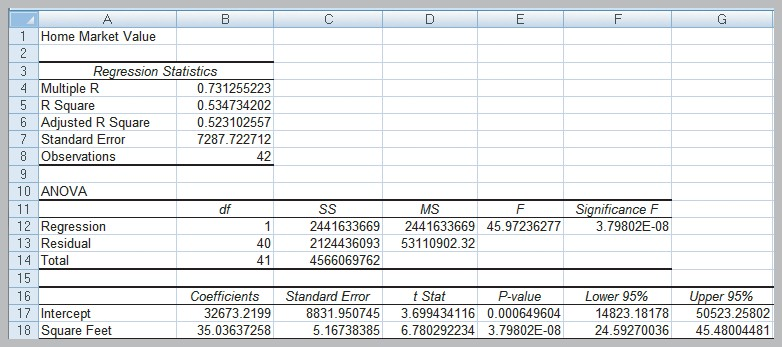 A B C D E F G
1 Home Market Value
2
3 Regression Statistics
4 Multiple R 0.731255223
5 R Square 0.534734202
6 Adjusted R Square 0.523102557
7 Standard Error 7287.722712
8 Observations 42
9
10 ANOVA
11 df SS MS F Significance F
12 Regression 1 2441633669 2441633669 45.97236277 3.79802E-08
13 Residual 40 2124436093 53110902.32
14 Total 41 4566069762
15
16 Coefficients Standard Error t Stat P-value Lower 95% Upper 95%
17 Intercept 32673.2199 8831.950745 3.699434116 0.000649604 14823.18178 50523.25802
18 Square Feet 35.03637258 5.16738385 6.780292234 3.79802E-08 24.59270036 45.48004481